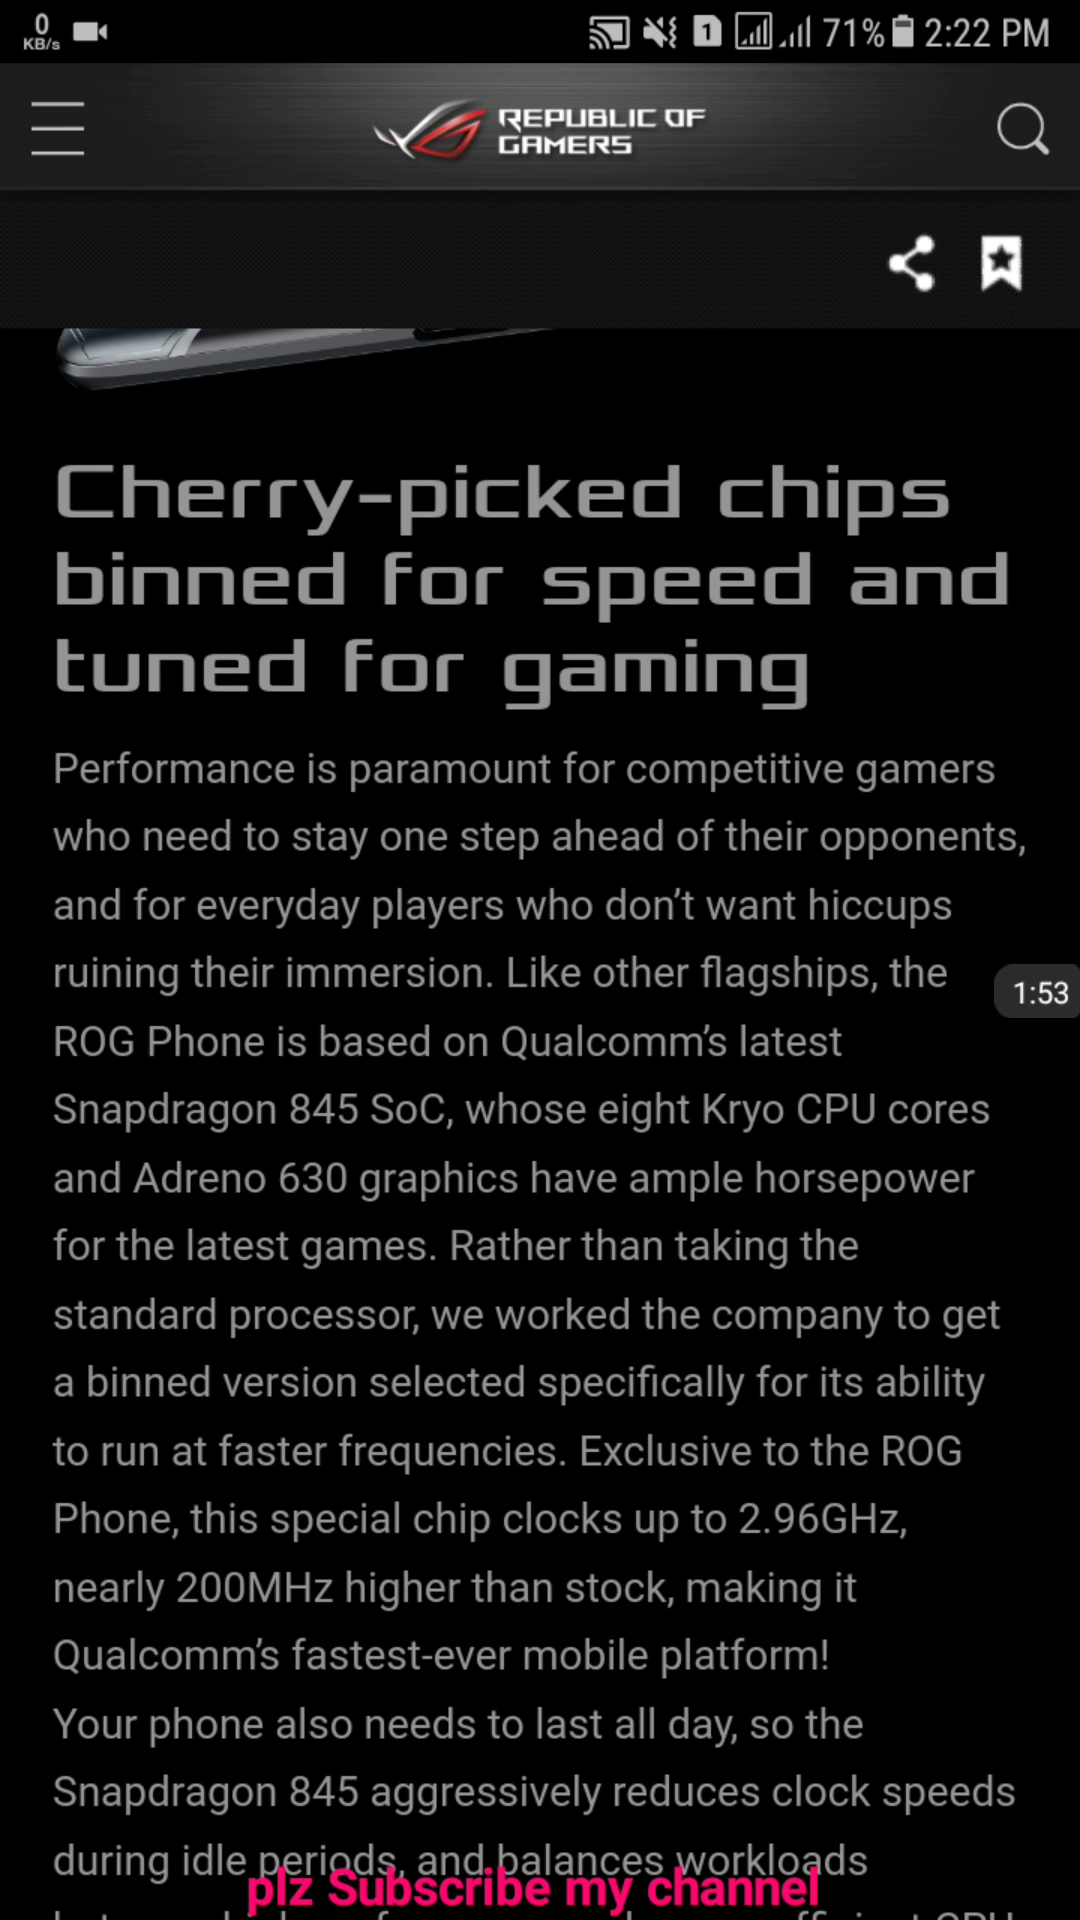 0
KB/s
1
71%
2:22 PM
REPUBLIC OF
GAMERS
Cherry-picked chips
binned for speed and
tuned for gaming
Performance is paramount for competitive gamers
who need to stay one step ahead of their opponents,
and for everyday players who don’t want hiccups
ruining their immersion. Like other flagships, the
1:53
ROG Phone is based on Qualcomm’s latest
Snapdragon 845 SoC, whose eight Kryo CPU cores
and Adreno 630 graphics have ample horsepower
for the latest games. Rather than taking the
standard processor, we worked the company to get
a binned version selected specifically for its ability
to run at faster frequencies. Exclusive to the ROG
Phone, this special chip clocks up to 2.96GHz,
nearly 200MHz higher than stock, making it
Qualcomm’s fastest-ever mobile platform!
Your phone also needs to last all day, so the
Snapdragon 845 aggressively reduces clock speeds
during idle periods, and balances workloads
plz Subscribe my channel